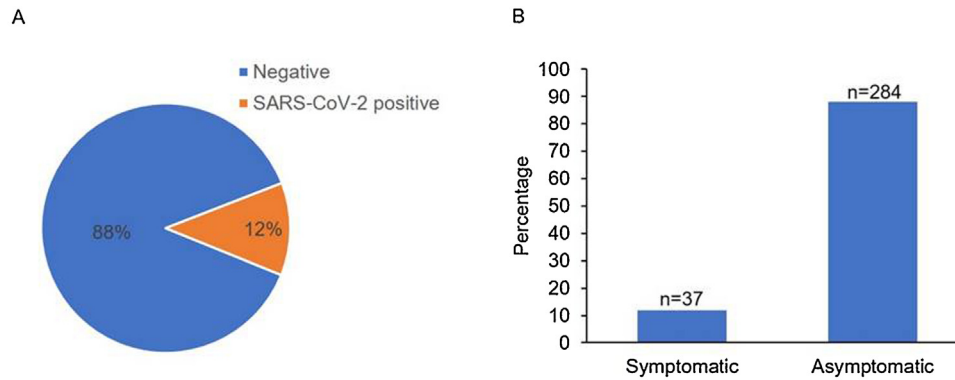 A
Negative
SARS-CoV-2 positive
88%
12%
B
Percentage
100
90
80
70
60
50
40
30
20
10
0
n=37
n=284
Symptomatic
Asymptomatic